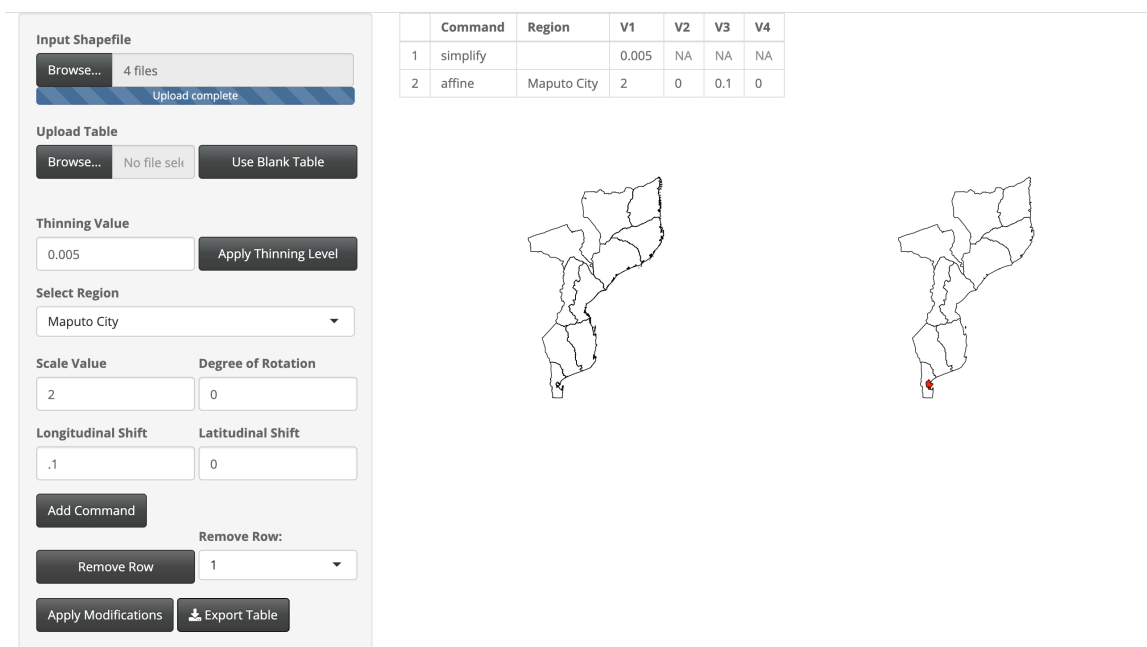 Input Shapefile
Browse... 4 files
Upload complete
Upload Table
Browse... No file sele Use Blank Table
Thinning Value
0.005 Apply Thinning Level
Select Region
Maputo City
Scale Value Degree of Rotation
2 0
Longitudinal Shift Latitudinal Shift
.1 0
Add Command
Remove Row:
Remove Row 1
Apply Modifications Export Table
Command Region V1 V2 V3 V4
1 simplify 0.005 NA NA NA
2 affine Maputo City 2 0 0.1 0